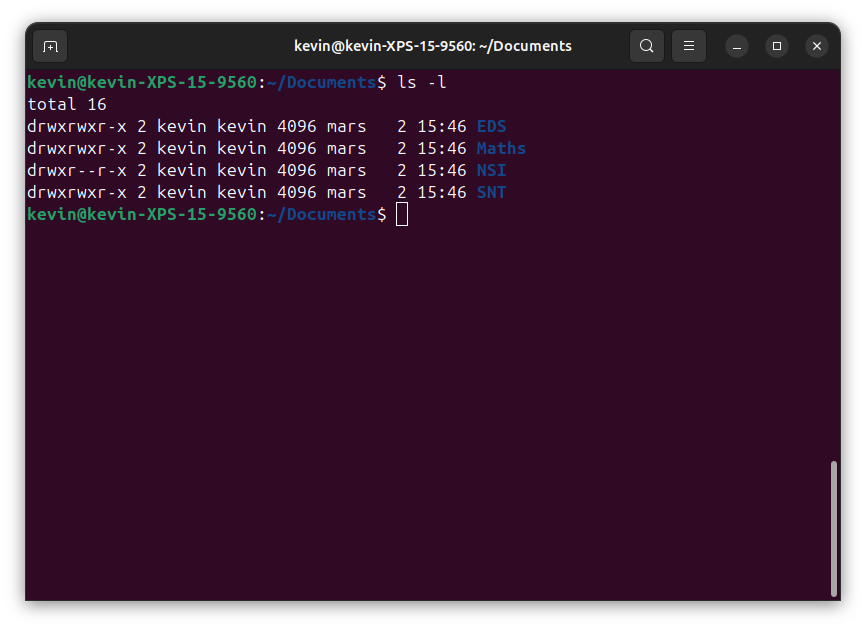 kevin@kevin-XPS-15-9560: ~/Documents
kevin@kevin-XPS-15-9560:~/Documents$ ls -l
total 16
drwxrwxr-x 2 kevin kevin 4096 mars   2 15:46 EDS
drwxrwxr-x 2 kevin kevin 4096 mars   2 15:46 Maths
drwxr--r-x 2 kevin kevin 4096 mars   2 15:46 NSI
drwxrwxr-x 2 kevin kevin 4096 mars   2 15:46 SNT
kevin@kevin-XPS-15-9560:~/Documents$